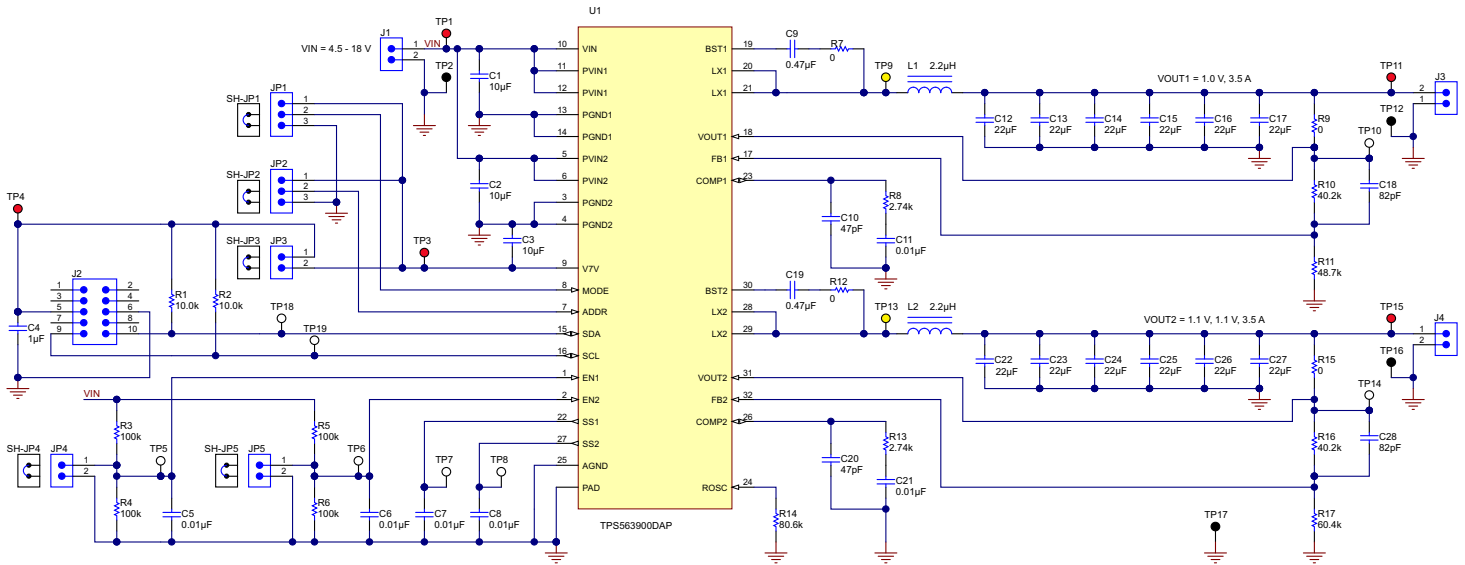 U1
TPS563900DAP
10 VIN
11 PVIN1
12 PVIN1
13 PGND1
14 PGND1
5 PVIN2
6 PVIN2
3 PGND2
4 PGND2
9 V7V
8 MODE
7 ADDR
15 SDA
16 SCL
1 EN1
2 EN2
22 SS1
27 SS2
25 AGND
PAD
BST1 19
LX1 20
LX1 21
VOUT1 18
FB1 17
COMP1 23
BST2 30
LX2 28
LX2 29
VOUT2 31
FB2 32
COMP2 26
ROSC 24
VIN = 4.5 - 18 V
J1
1
2
VIN
TP1
TP2
C1
10µF
C2
10µF
C3
10µF
SH-JP1
JP1
1
2
3
SH-JP2
JP2
1
2
3
SH-JP3
JP3
1
2
TP3
TP4
J2
1
3
5
7
9
2
4
6
8
10
C4
1µF
R1
10.0k
R2
10.0k
TP18
TP19
VIN
R3
100k
R4
100k
SH-JP4
JP4
1
2
TP5
C5
0.01µF
SH-JP5
JP5
1
2
R5
100k
R6
100k
TP6
C6
0.01µF
TP7
C7
0.01µF
TP8
C8
0.01µF
C9
0.47µF
R7
0
TP9
L1 2.2µH
VOUT1 = 1.0 V, 3.5 A
TP11
J3
2
1
TP12
C12
22µF
C13
22µF
C14
22µF
C15
22µF
C16
22µF
C17
22µF
R9
0
TP10
R10
40.2k
C18
82pF
R11
48.7k
C10
47pF
R8
2.74k
C11
0.01µF
C19
0.47µF
R12
0
TP13
L2 2.2µH
VOUT2 = 1.1 V, 1.1 V, 3.5 A
TP15
J4
1
2
TP16
C22
22µF
C23
22µF
C24
22µF
C25
22µF
C26
22µF
C27
22µF
R15
0
TP14
R16
40.2k
C28
82pF
R17
60.4k
C20
47pF
R13
2.74k
C21
0.01µF
R14
80.6k
TP17